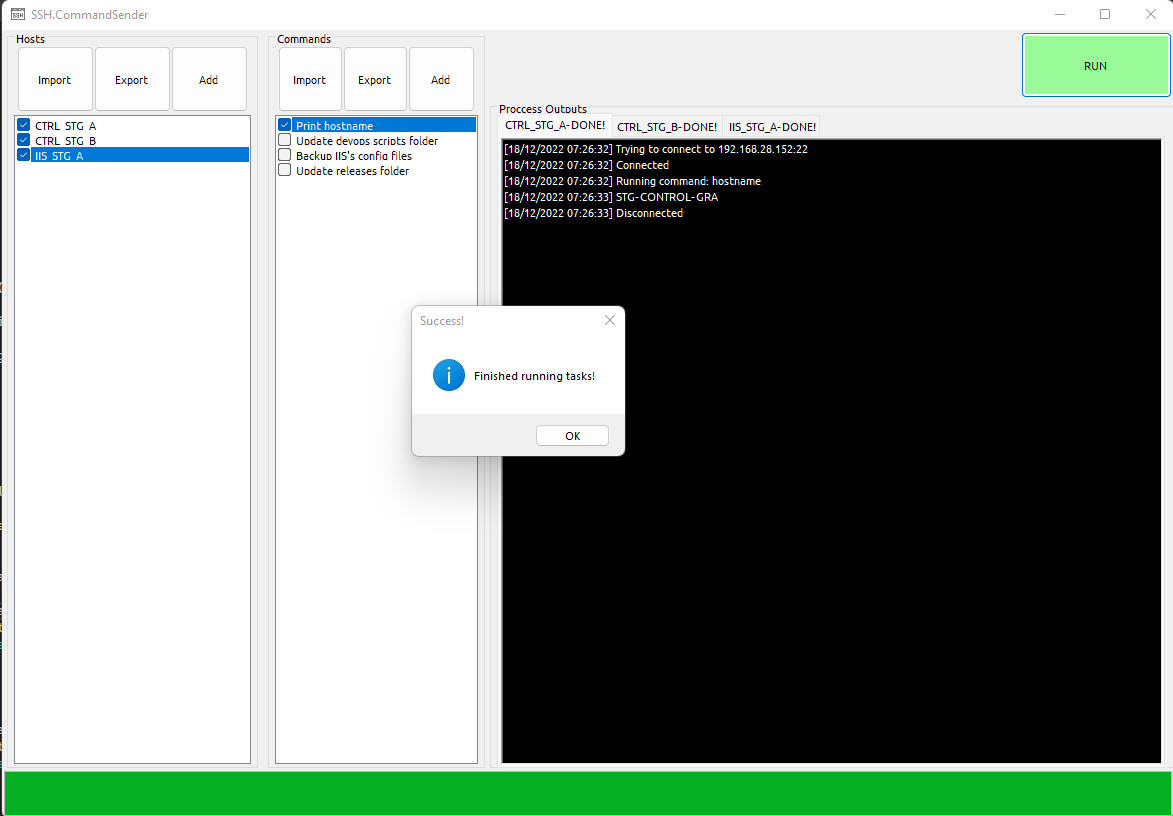 SSH SSH.CommandSender
Hosts
Import Export Add
CTRL_STG_A
CTRL_STG_B
IIS_STG_A
Commands
Import Export Add
Print hostname
Update devops scripts folder
Backup IIS's config files
Update releases folder
RUN
Proccess Outputs
CTRL_STG_A-DONE! CTRL_STG_B-DONE! IIS_STG_A-DONE!
[18/12/2022 07:26:32] Trying to connect to 192.168.28.152:22
[18/12/2022 07:26:32] Connected
[18/12/2022 07:26:32] Running command: hostname
[18/12/2022 07:26:33] STG-CONTROL-GRA
[18/12/2022 07:26:33] Disconnected
Success!
Finished running tasks!
OK